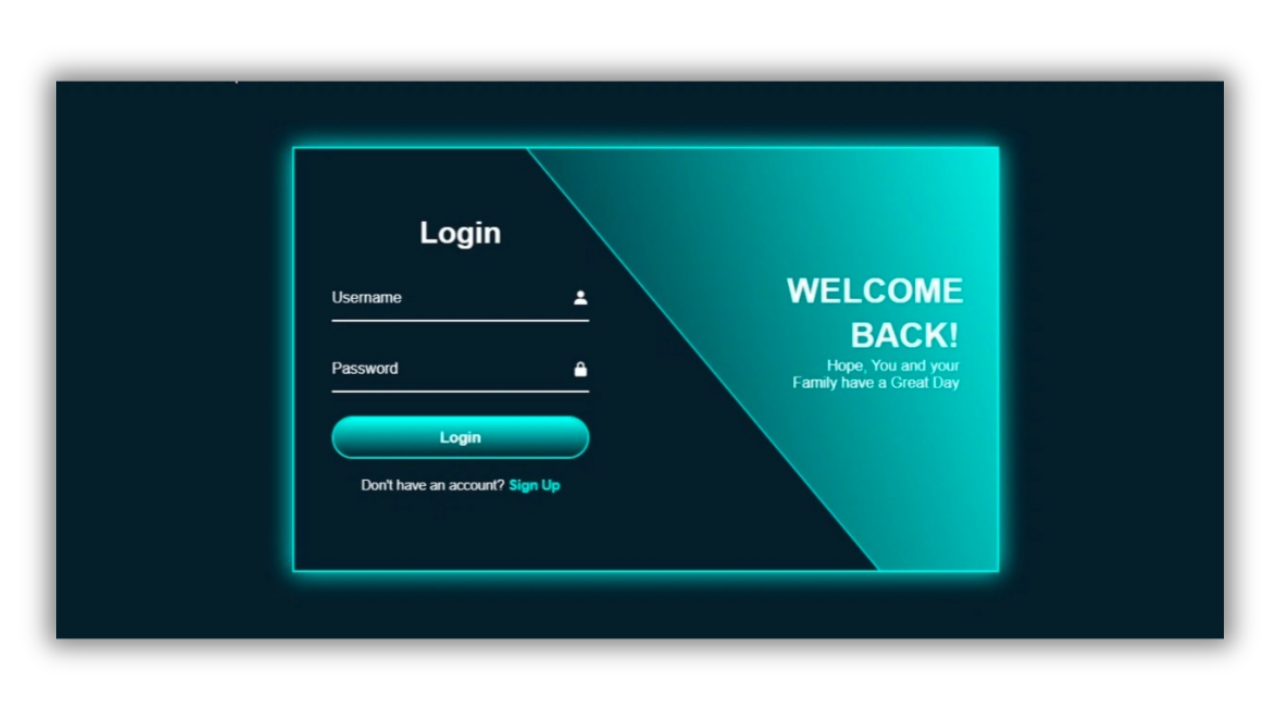 Login
Username
Password
Login
Don't have an account? Sign Up
WELCOME
BACK!
Hope, You and your
Family have a Great Day